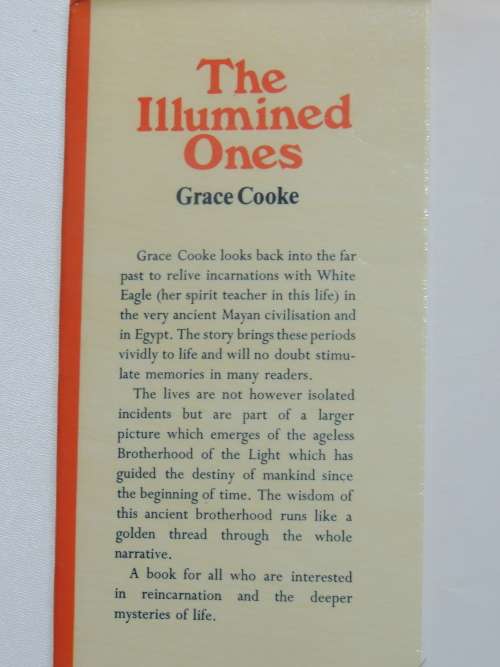 The
Illumined
Ones
Grace Cooke
Grace Cooke looks back into the far
past to relive incarnations with White
Eagle (her spirit teacher in this life) in
the very ancient Mayan civilisation and
in Egypt. The story brings these periods
vividly to life and will no doubt stimu-
late memories in many readers.
The lives are not however isolated
incidents but are part of a larger
picture which emerges of the ageless
Brotherhood of the Light which has
guided the destiny of mankind since
the beginning of time. The wisdom of
this ancient brotherhood runs like a
golden thread through the whole
narrative.
A book for all who are interested
in reincarnation and the deeper
mysteries of life.